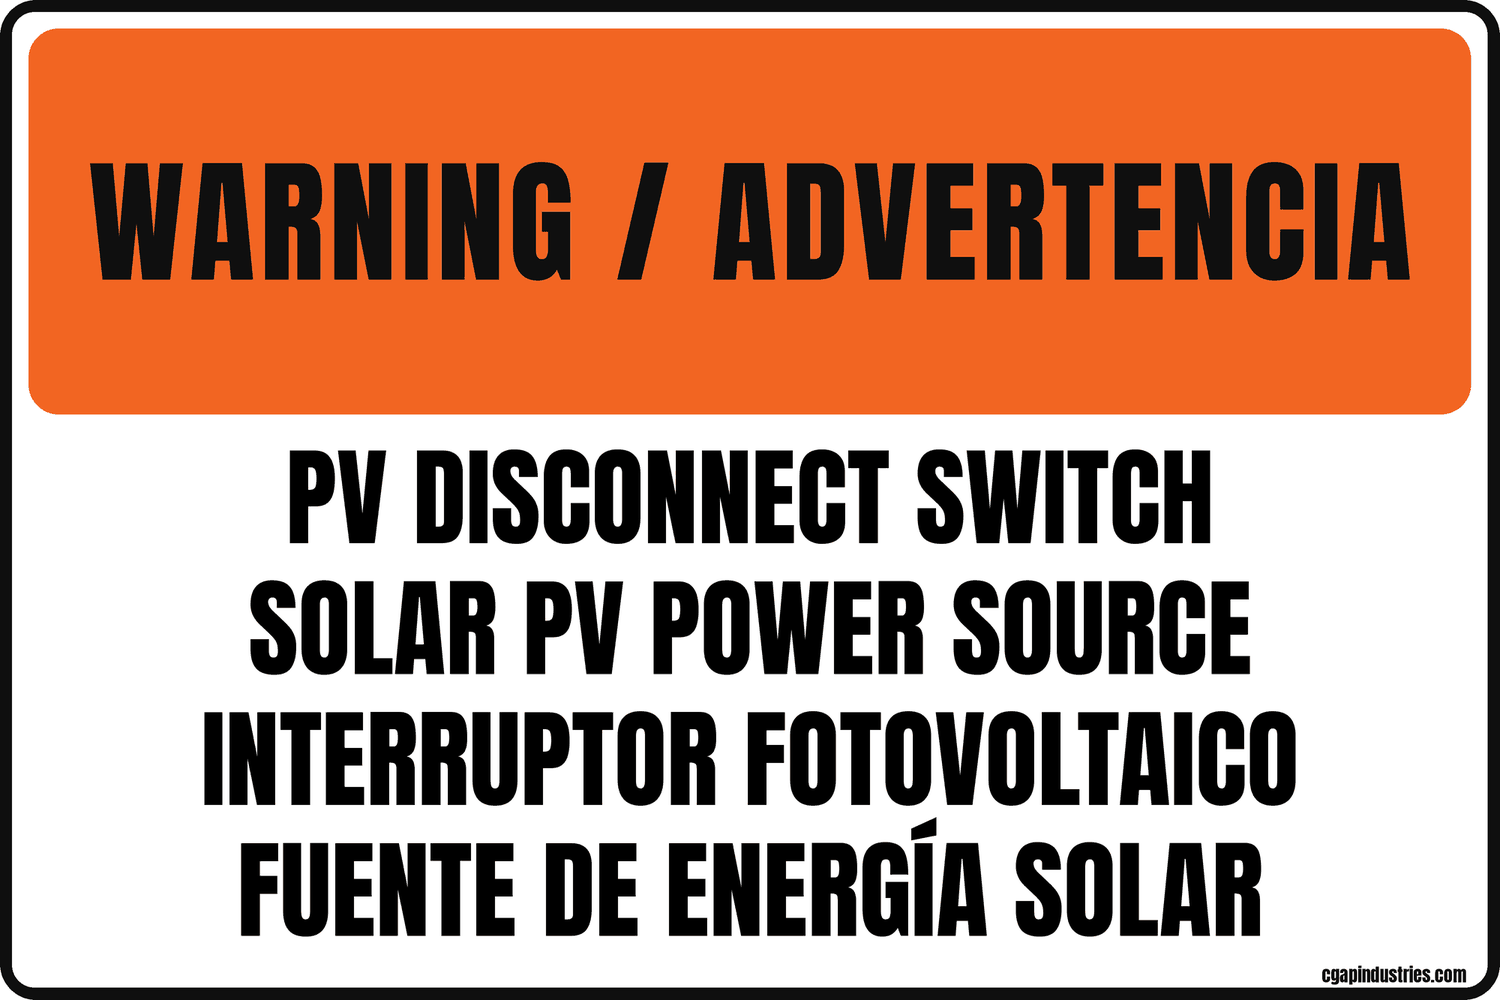 WARNING / ADVERTENCIA
PV DISCONNECT SWITCH
SOLAR PV POWER SOURCE
INTERRUPTOR FOTOVOLTAICO
FUENTE DE ENERGÍA SOLAR
cgapindustries.com